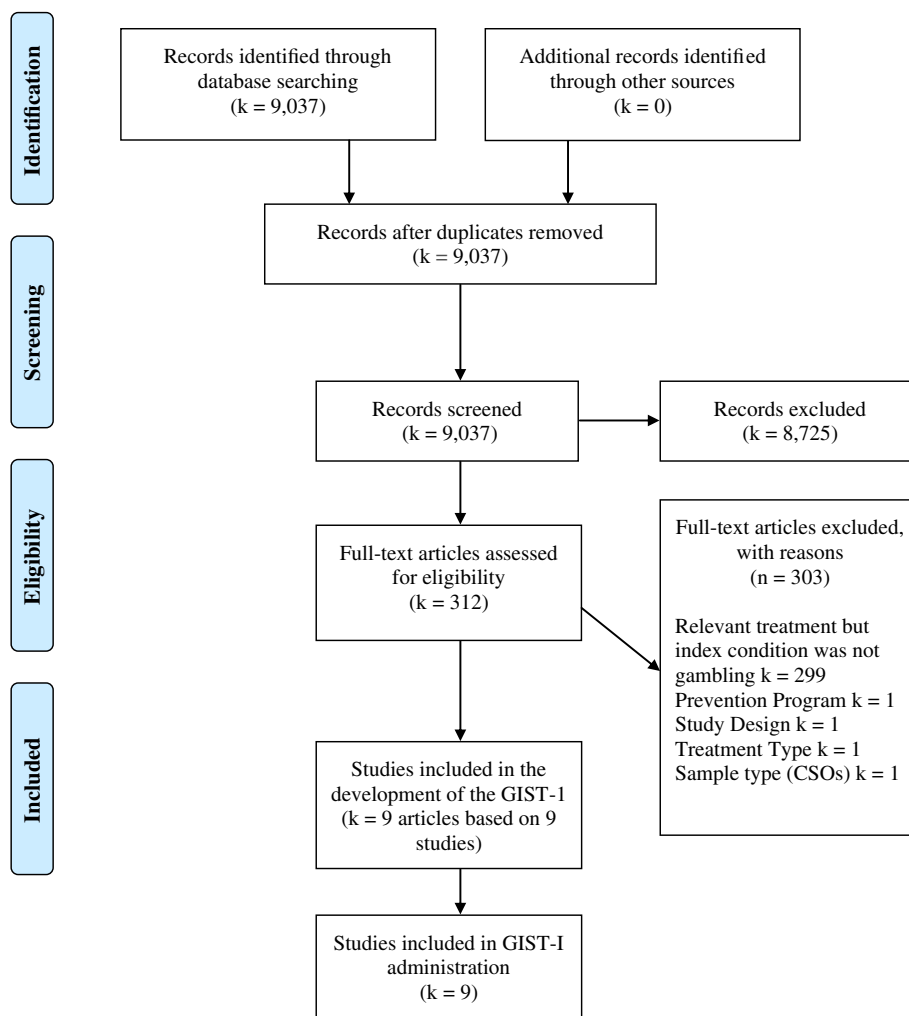 Identification
Records identified through
database searching
(k = 9,037)
Additional records identified
through other sources
(k = 0)
Records after duplicates removed
(k = 9,037)
Screening
Records screened
(k = 9,037)
Records excluded
(k = 8,725)
Eligibility
Full-text articles assessed
for eligibility
(k = 312)
Full-text articles excluded,
with reasons
(n = 303)
Relevant treatment but
index condition was not
gambling k = 299
Prevention Program k = 1
Study Design k = 1
Treatment Type k = 1
Sample type (CSOs) k = 1
Included
Studies included in the
development of the GIST-1
(k = 9 articles based on 9
studies)
Studies included in GIST-I
administration
(k = 9)